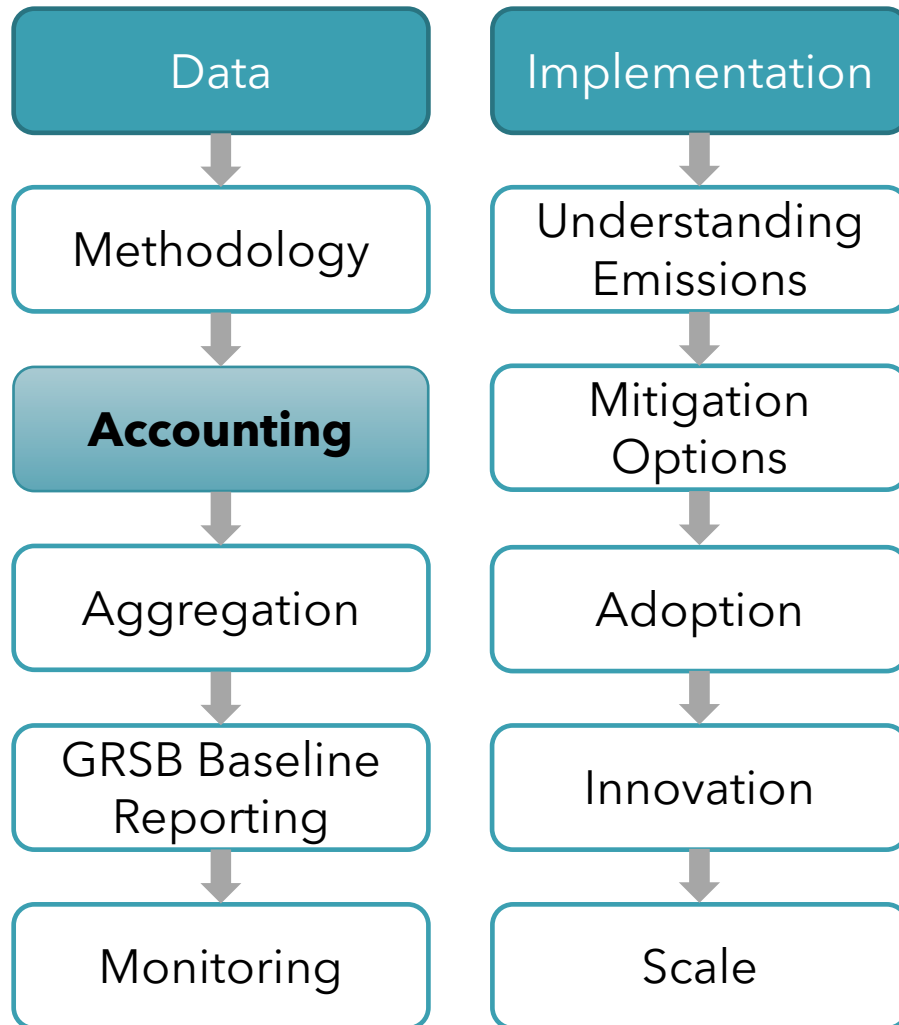 Data
Methodology
Accounting
Aggregation
GRSB Baseline
Reporting
Monitoring
Implementation
Understanding
Emissions
Mitigation
Options
Adoption
Innovation
Scale